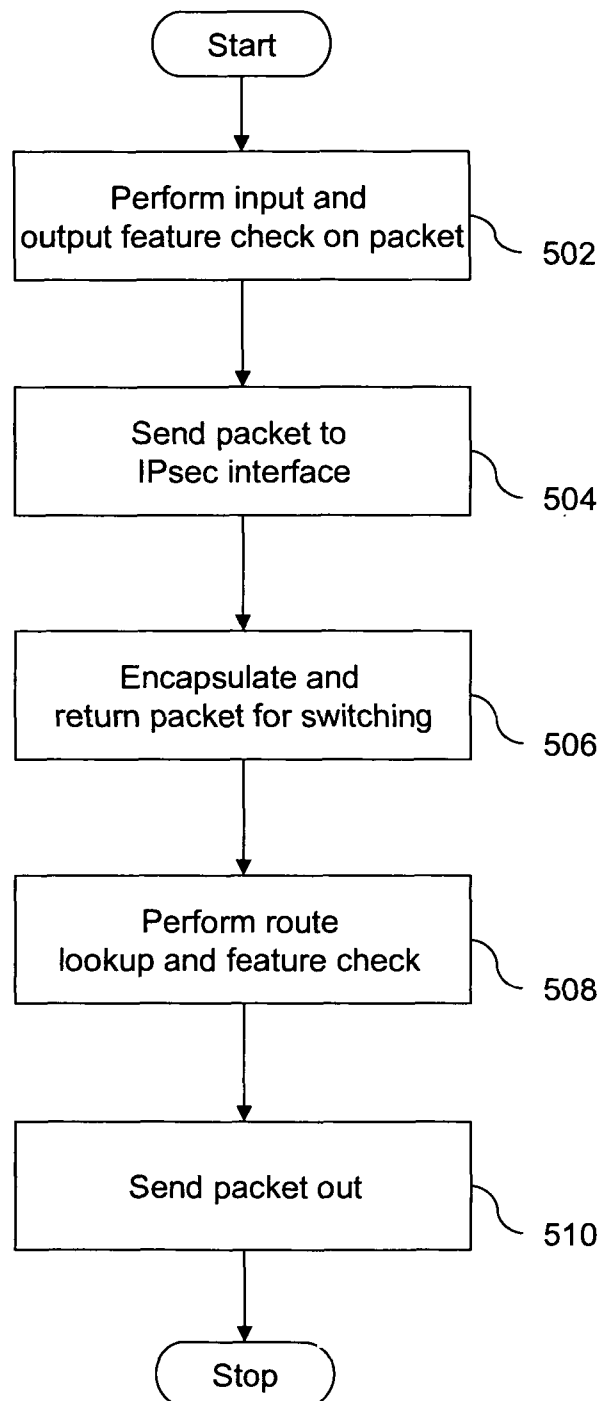 Start
Perform input and
output feature check on packet
502
Send packet to
IPsec interface
504
Encapsulate and
return packet for switching
506
Perform route
lookup and feature check
508
Send packet out
510
Stop